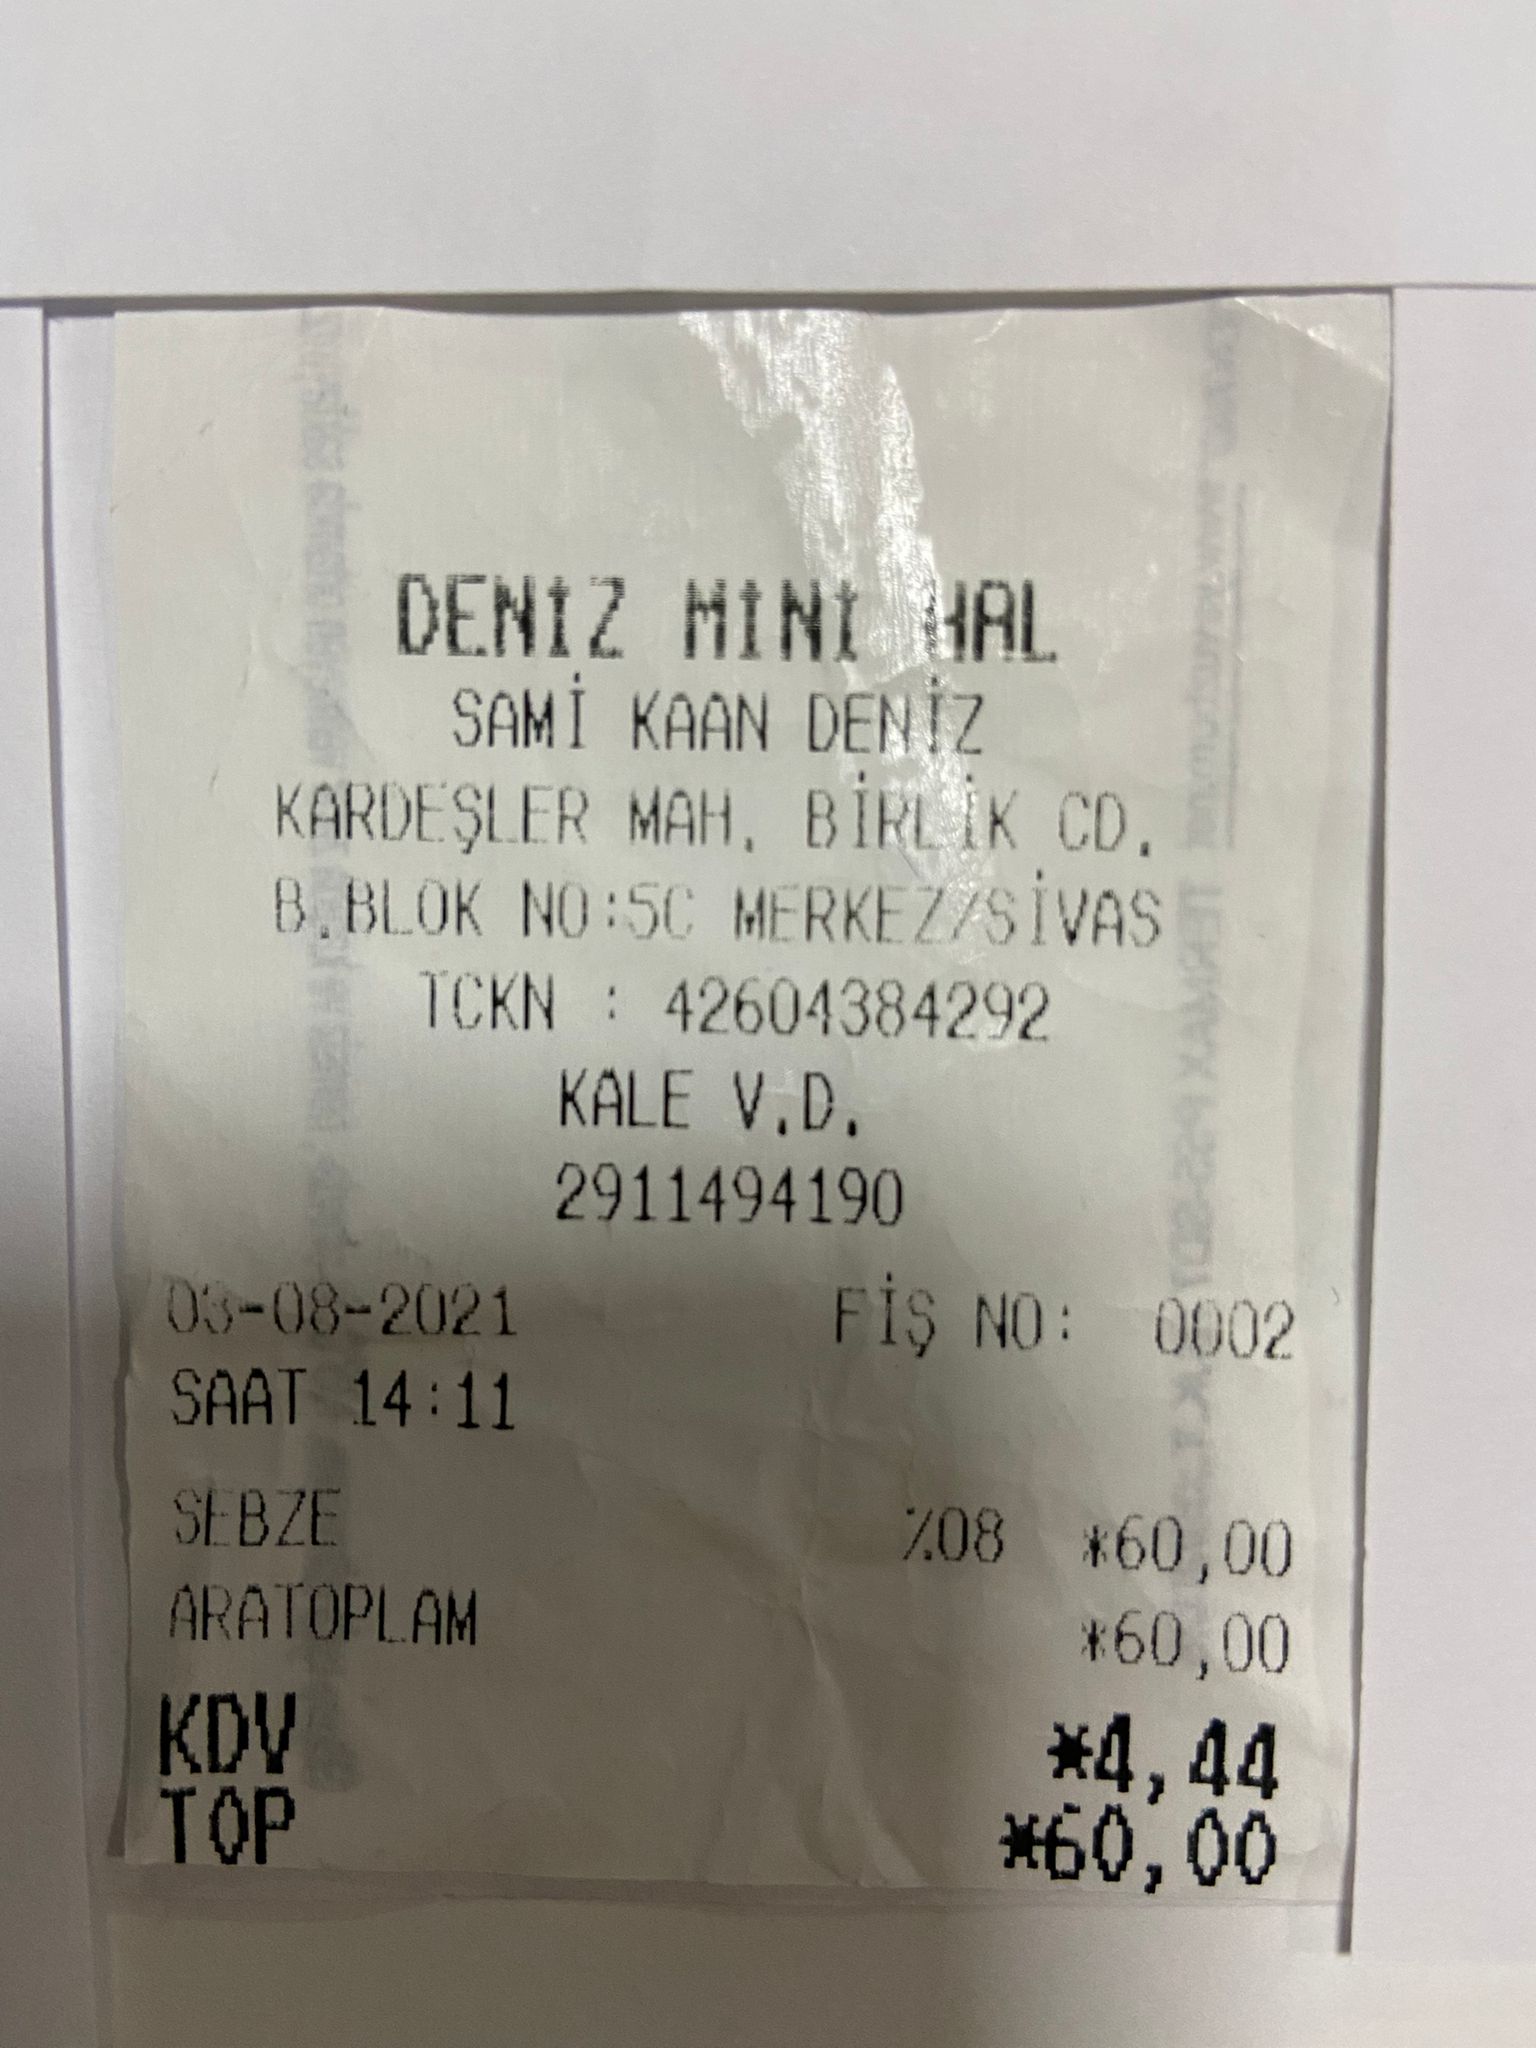 DENİZ MİNİ HAL
SAMİ KAAN DENİZ
KARDEŞLER MAH. BİRLİK CD.
B.BLOK NO:5C MERKEZ/SİVAS
TCKN : 42604384292
KALE V.D.
2911494190
03-08-2021 FİŞ NO: 0002
SAAT 14:11
SEBZE %08 *60,00
ARATOPLAM *60,00
KDV *4,44
TOP *60,00